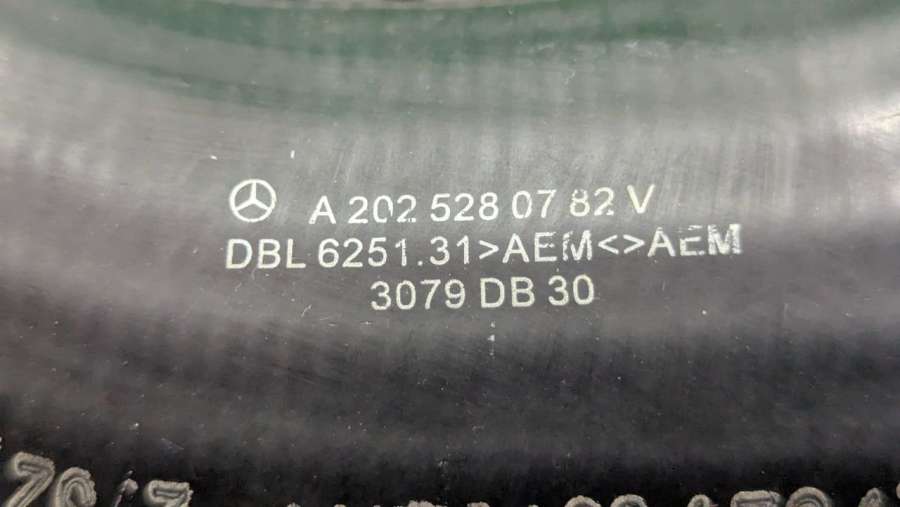 A 202 528 07 82 V
DBL 6251.31>AEM<>AEM
3079 DB 30